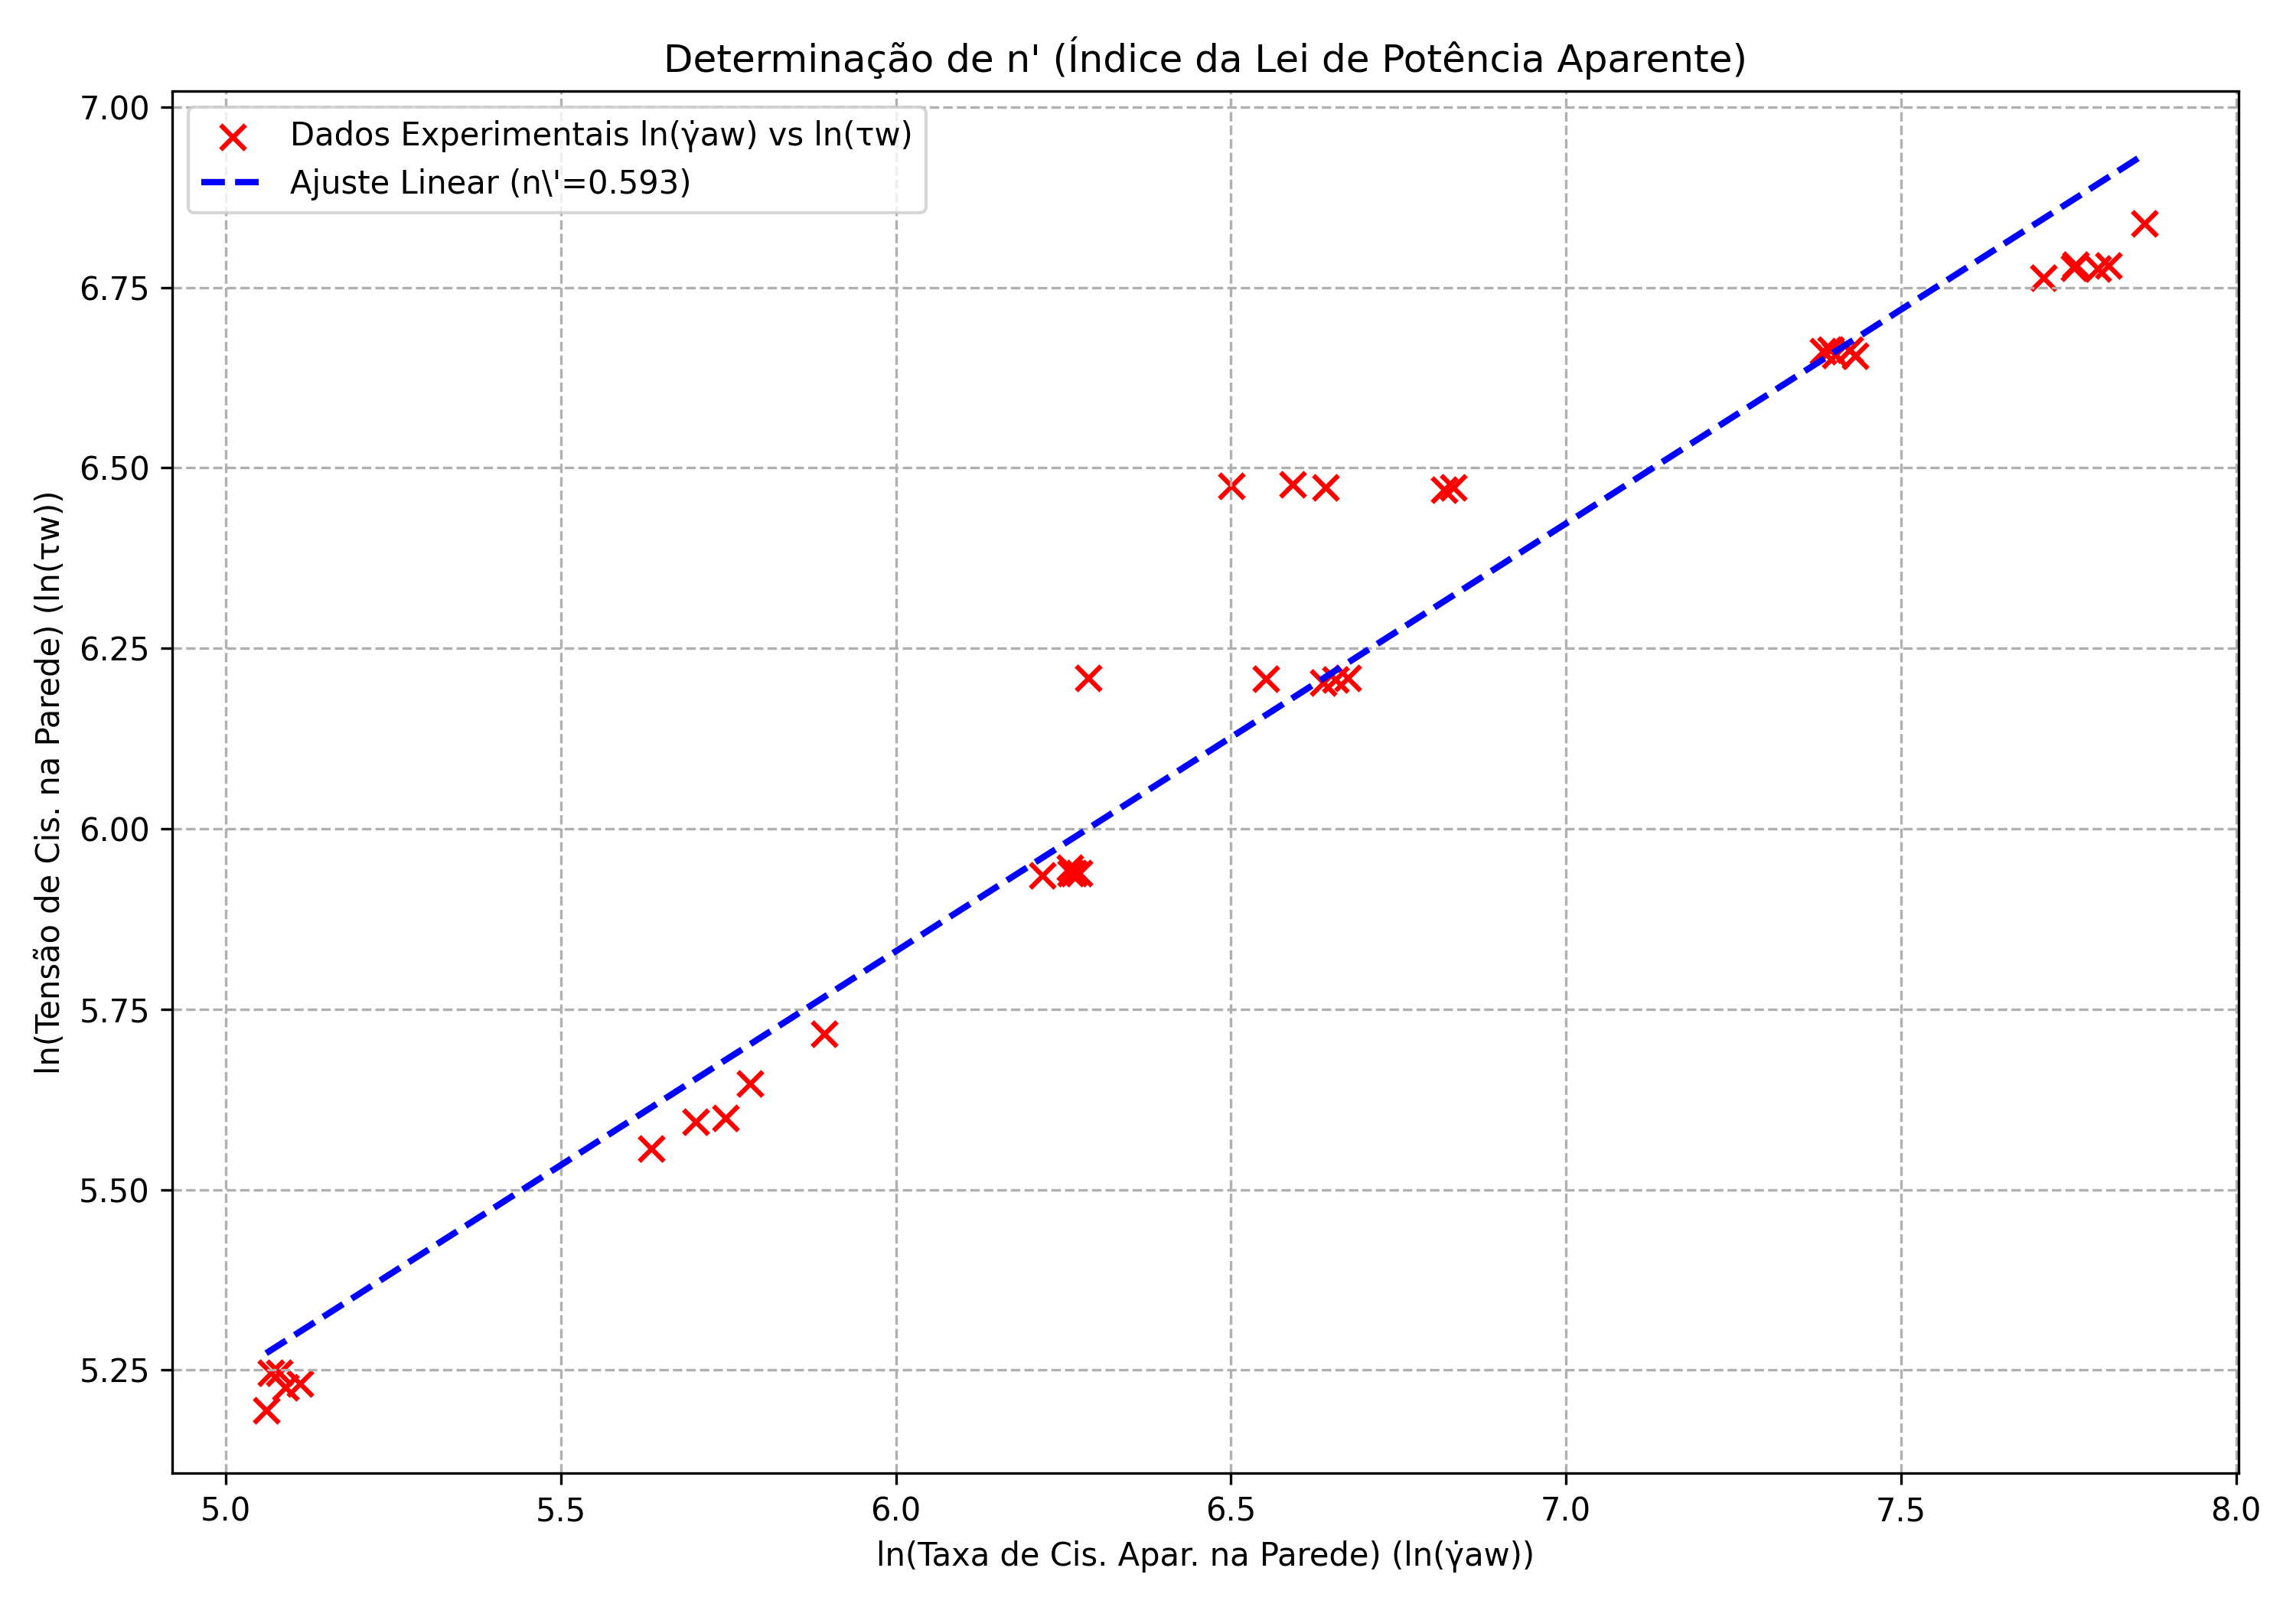 Determinação de n' (Índice da Lei de Potência Aparente)
Dados Experimentais ln(γ̇aw) vs ln(τw)
Ajuste Linear (n\'=0.593)
7.00
6.75
6.50
6.25
6.00
5.75
5.50
5.25
ln(Tensão de Cis. na Parede) (ln(τw))
5.0 5.5 6.0 6.5 7.0 7.5 8.0
ln(Taxa de Cis. Apar. na Parede) (ln(γ̇aw))